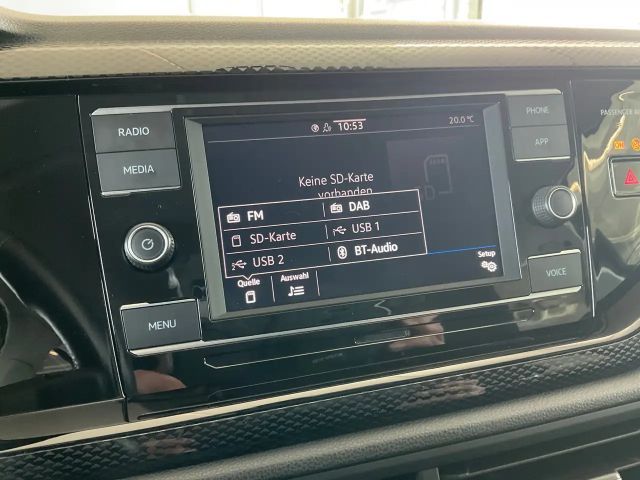 RADIO
MEDIA
MENU
PHONE
APP
VOICE
PASSENGER
10:53
20.0 °C
Keine SD-Karte
vorhanden
FM
DAB
SD-Karte
USB 1
USB 2
BT-Audio
Quelle
Auswahl
Setup